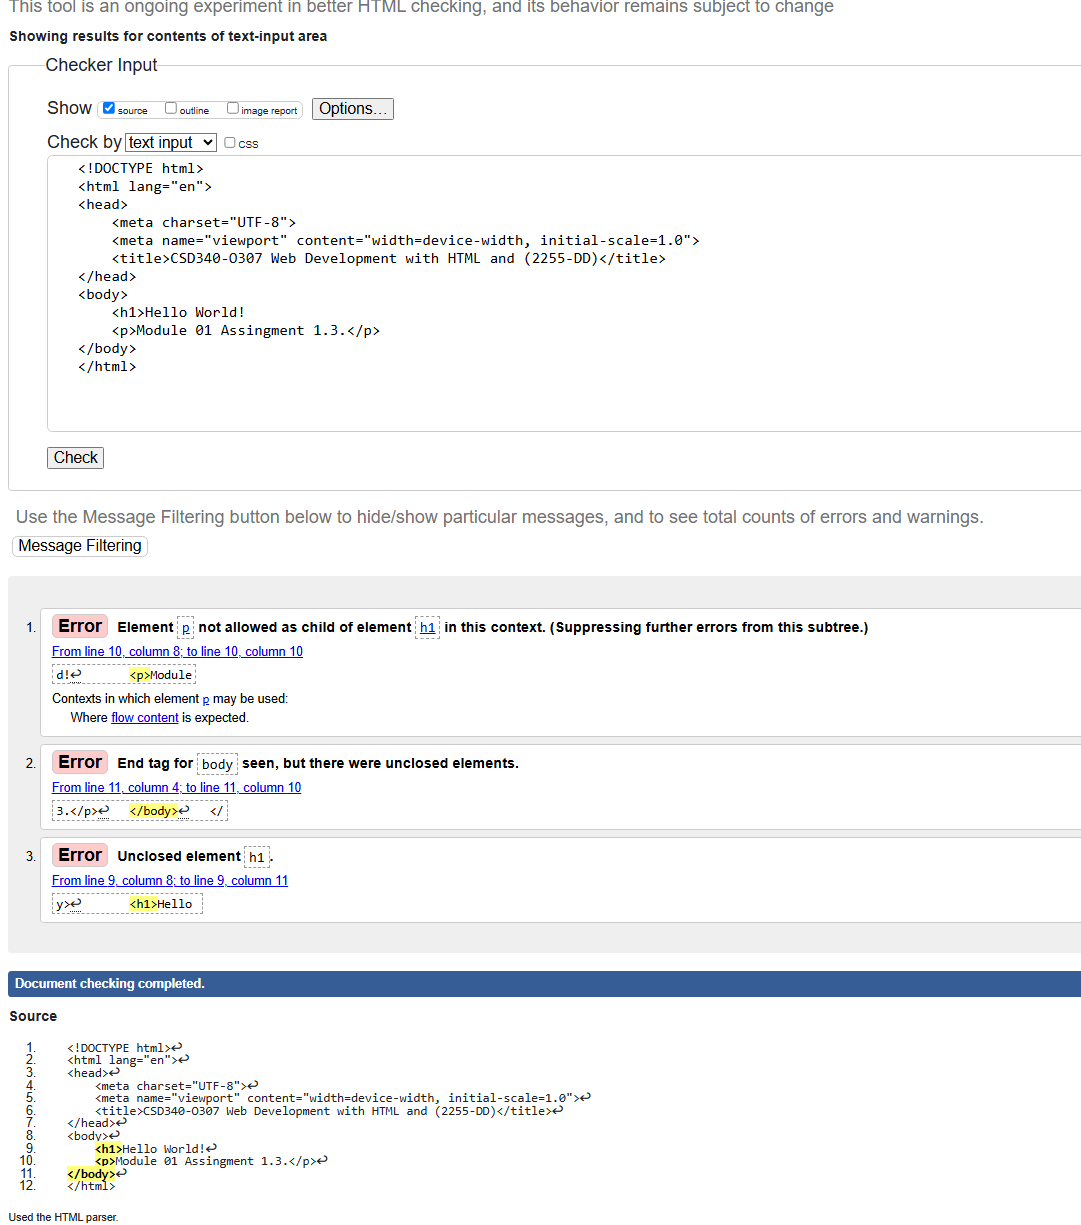 This tool is an ongoing experiment in better HTML checking, and its behavior remains subject to change
Showing results for contents of text-input area
Checker Input
Show source outline image report Options...
Check by text input css
<!DOCTYPE html>
<html lang="en">
<head>
    <meta charset="UTF-8">
    <meta name="viewport" content="width=device-width, initial-scale=1.0">
    <title>CSD340-O307 Web Development with HTML and (2255-DD)</title>
</head>
<body>
    <h1>Hello World!
    <p>Module 01 Assingment 1.3.</p>
</body>
</html>
Check
Use the Message Filtering button below to hide/show particular messages, and to see total counts of errors and warnings.
Message Filtering
1. Error Element p not allowed as child of element h1 in this context. (Suppressing further errors from this subtree.)
From line 10, column 8; to line 10, column 10
d!↩ <p>Module
Contexts in which element p may be used:
Where flow content is expected.
2. Error End tag for body seen, but there were unclosed elements.
From line 11, column 4; to line 11, column 10
3.</p>↩ </body>↩ </
3. Error Unclosed element h1.
From line 9, column 8; to line 9, column 11
y>↩ <h1>Hello
Document checking completed.
Source
1. <!DOCTYPE html>↩
2. <html lang="en">↩
3. <head>↩
4. <meta charset="UTF-8">↩
5. <meta name="viewport" content="width=device-width, initial-scale=1.0">↩
6. <title>CSD340-O307 Web Development with HTML and (2255-DD)</title>↩
7. </head>↩
8. <body>↩
9. <h1>Hello World!↩
10. <p>Module 01 Assingment 1.3.</p>↩
11. </body>↩
12. </html>
Used the HTML parser.